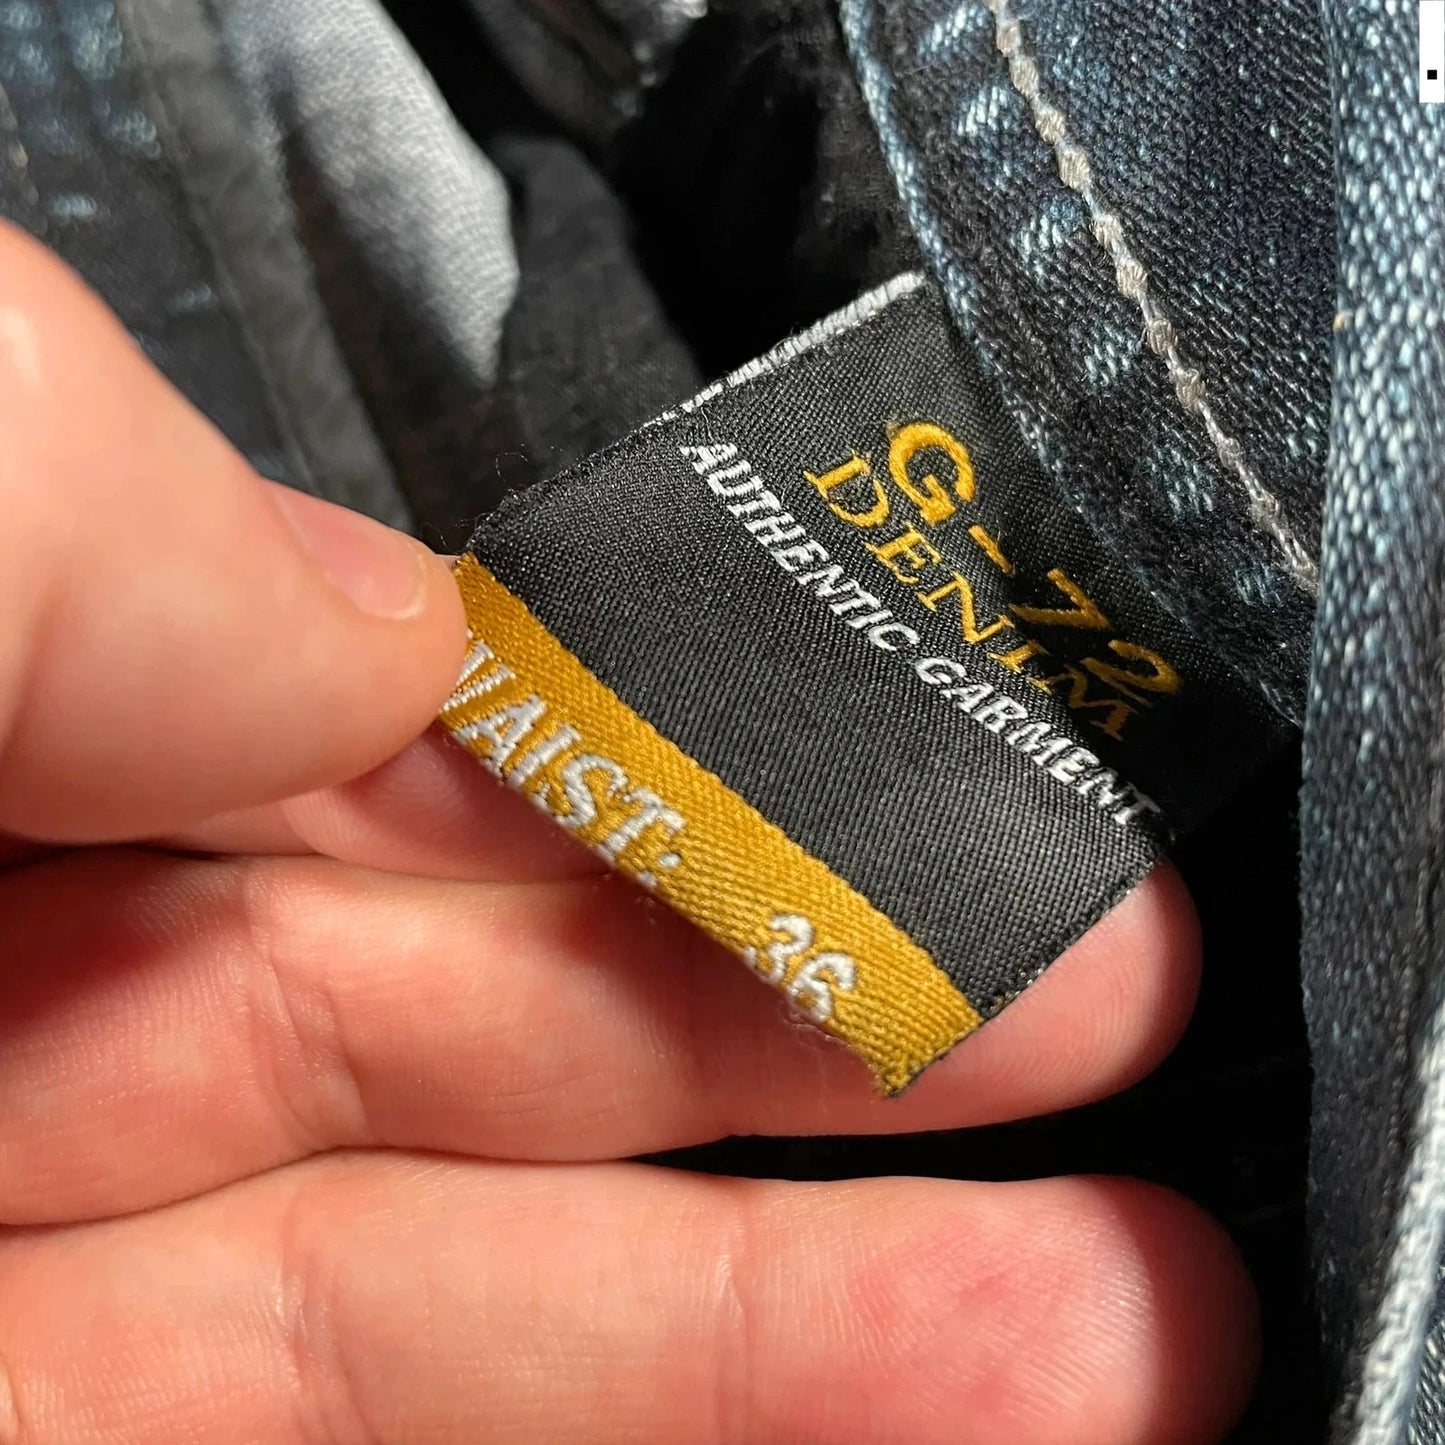 G-72
DENIM
AUTHENTIC GARMENT
WAIST: 36